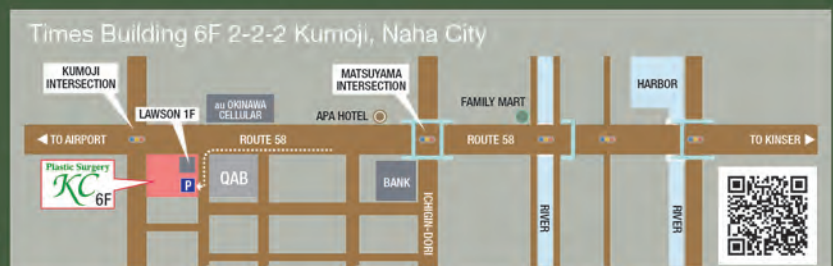 Times Building 6F 2-2-2 Kumoji, Naha City
KUMOJI
INTERSECTION
LAWSON 1F
au OKINAWA
CELLULAR
APA HOTEL
MATSUYAMA
INTERSECTION
FAMILY MART
HARBOR
TO AIRPORT
ROUTE 58
ROUTE 58
TO KINSER
Plastic Surgery
KC
6F
P
QAB
BANK
ICHIGIN-DORI
RIVER
RIVER